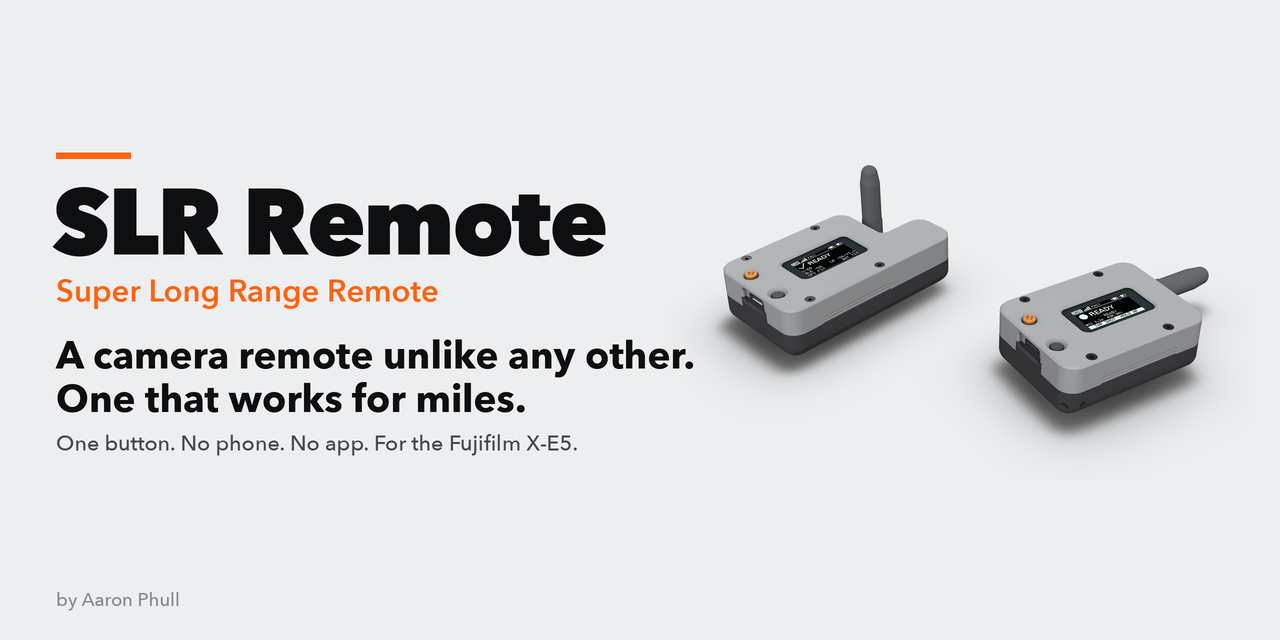 SLR Remote
Super Long Range Remote
A camera remote unlike any other.
One that works for miles.
One button. No phone. No app. For the Fujifilm X-E5.
by Aaron Phull
READY
READY